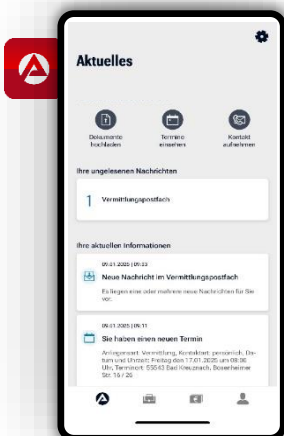 Aktuelles
Dokumente
hochladen
Termine
einsehen
Kontakt
aufnehmen
Ihre ungelesenen Nachrichten
1 Vermittlungspostfach
Ihre aktuellen Informationen
09.01.2025 | 09:33
Neue Nachricht im Vermittlungspostfach
Es liegen eine oder mehrere neue Nachrichten für Sie
vor.
09.01.2025 | 09:11
Sie haben einen neuen Termin
Anliegensart: Vermittlung, Kontaktart: persönlich, Da-
tum und Uhrzeit: Freitag den 17.01.2025 um 08:00
Uhr, Terminort: 55543 Bad Kreuznach, Bosenheimer
Str. 16 / 26